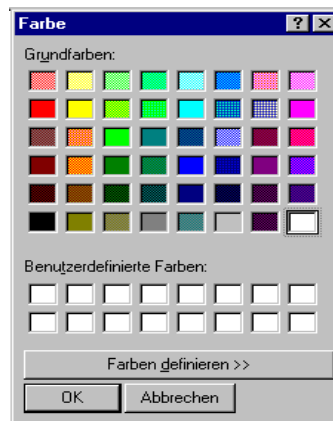 Farbe
Grundfarben:
Benutzerdefinierte Farben:
Farben definieren >>
OK Abbrechen